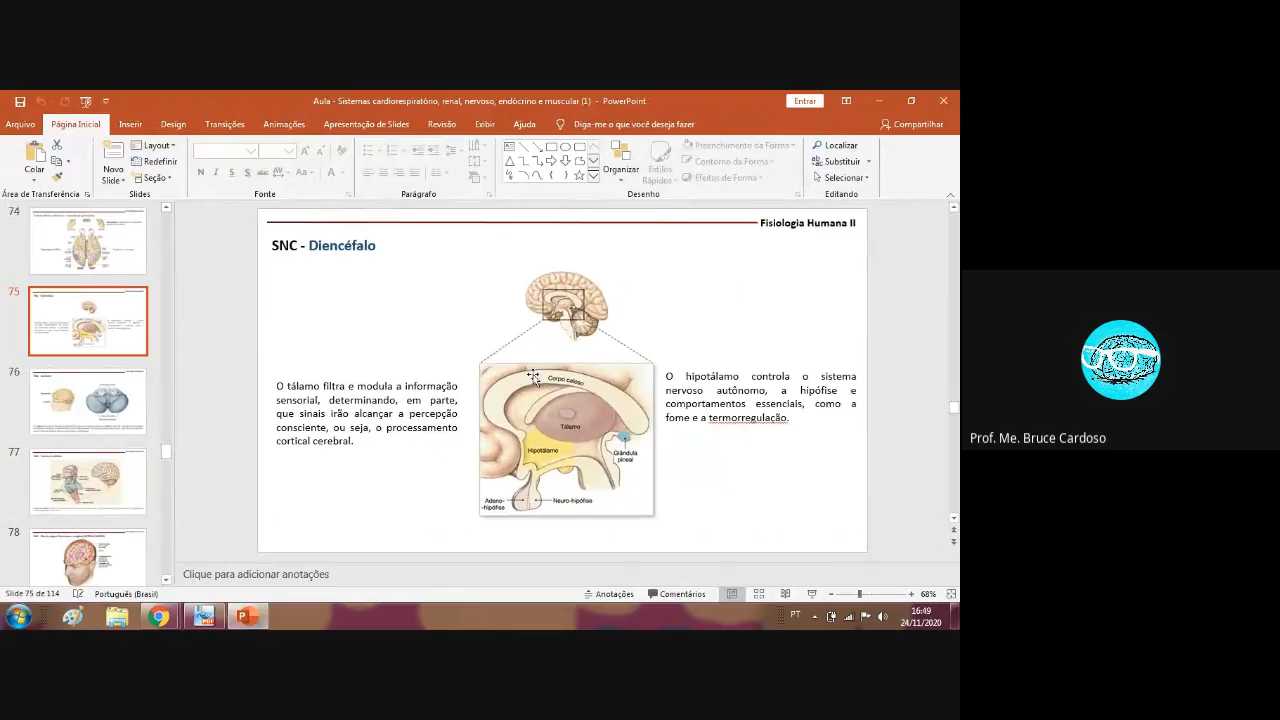 Aula - Sistemas cardiorespiratório, renal, nervoso, endócrino e muscular (1) - PowerPoint
Entrar
Arquivo
Página Inicial
Inserir
Design
Transições
Animações
Apresentação de Slides
Revisão
Exibir
Ajuda
Diga-me o que você deseja fazer
Compartilhar
Colar
Novo
Slide
Layout
Redefinir
Seção
N
I
S
S
abc
AV
Aa
A
Organizar
Estilos
Rápidos
Preenchimento da Forma
Contorno da Forma
Efeitos de Forma
Localizar
Substituir
Selecionar
Área de Transferência
Slides
Fonte
Parágrafo
Desenho
Editando
74
75
76
77
78
Fisiologia Humana II
SNC - Diencéfalo
O tálamo filtra e modula a informação
sensorial, determinando, em parte,
que sinais irão alcançar a percepção
consciente, ou seja, o processamento
cortical cerebral.
Corpo caloso
Tálamo
Hipotálamo
Glândula
pineal
Adeno-
-hipófise
Neuro-hipófise
O hipotálamo controla o sistema
nervoso autônomo, a hipófise e
comportamentos essenciais, como a
fome e a termorregulação.
Clique para adicionar anotações
Slide 75 de 114
Português (Brasil)
Anotações
Comentários
68%
PT
16:49
24/11/2020
Prof. Me. Bruce Cardoso